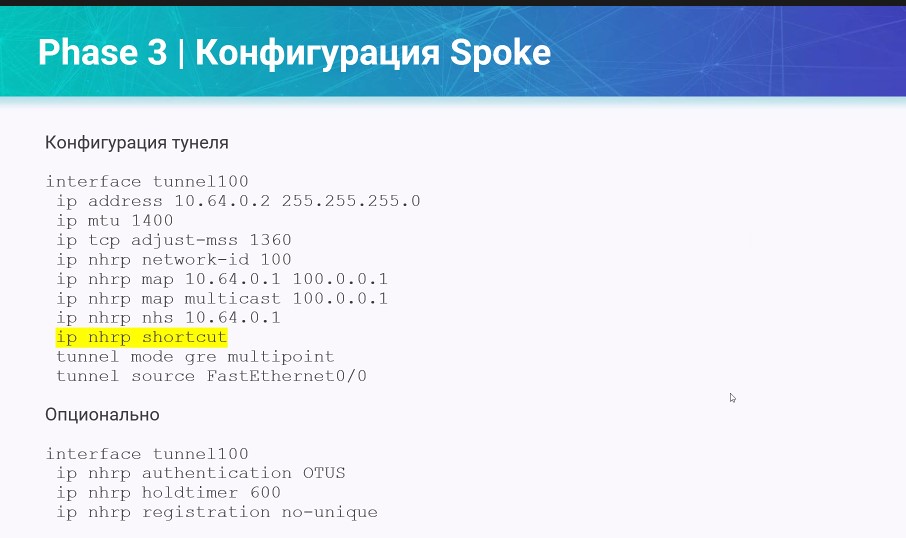 Phase 3 | Конфигурация Spoke
Конфигурация тунеля
interface tunnel100
ip address 10.64.0.2 255.255.255.0
ip mtu 1400
ip tcp adjust-mss 1360
ip nhrp network-id 100
ip nhrp map 10.64.0.1 100.0.0.1
ip nhrp map multicast 100.0.0.1
ip nhrp nhs 10.64.0.1
ip nhrp shortcut
tunnel mode gre multipoint
tunnel source FastEthernet0/0
Опционально
interface tunnel100
ip nhrp authentication OTUS
ip nhrp holdtimer 600
ip nhrp registration no-unique